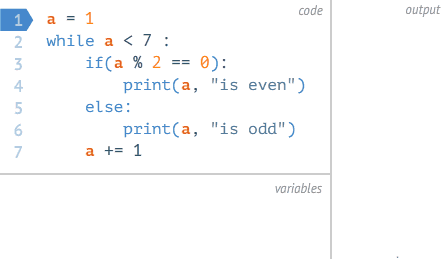 code
output
1 a = 1
2 while a < 7 :
3     if(a % 2 == 0):
4         print(a, "is even")
5     else:
6         print(a, "is odd")
7     a += 1
variables